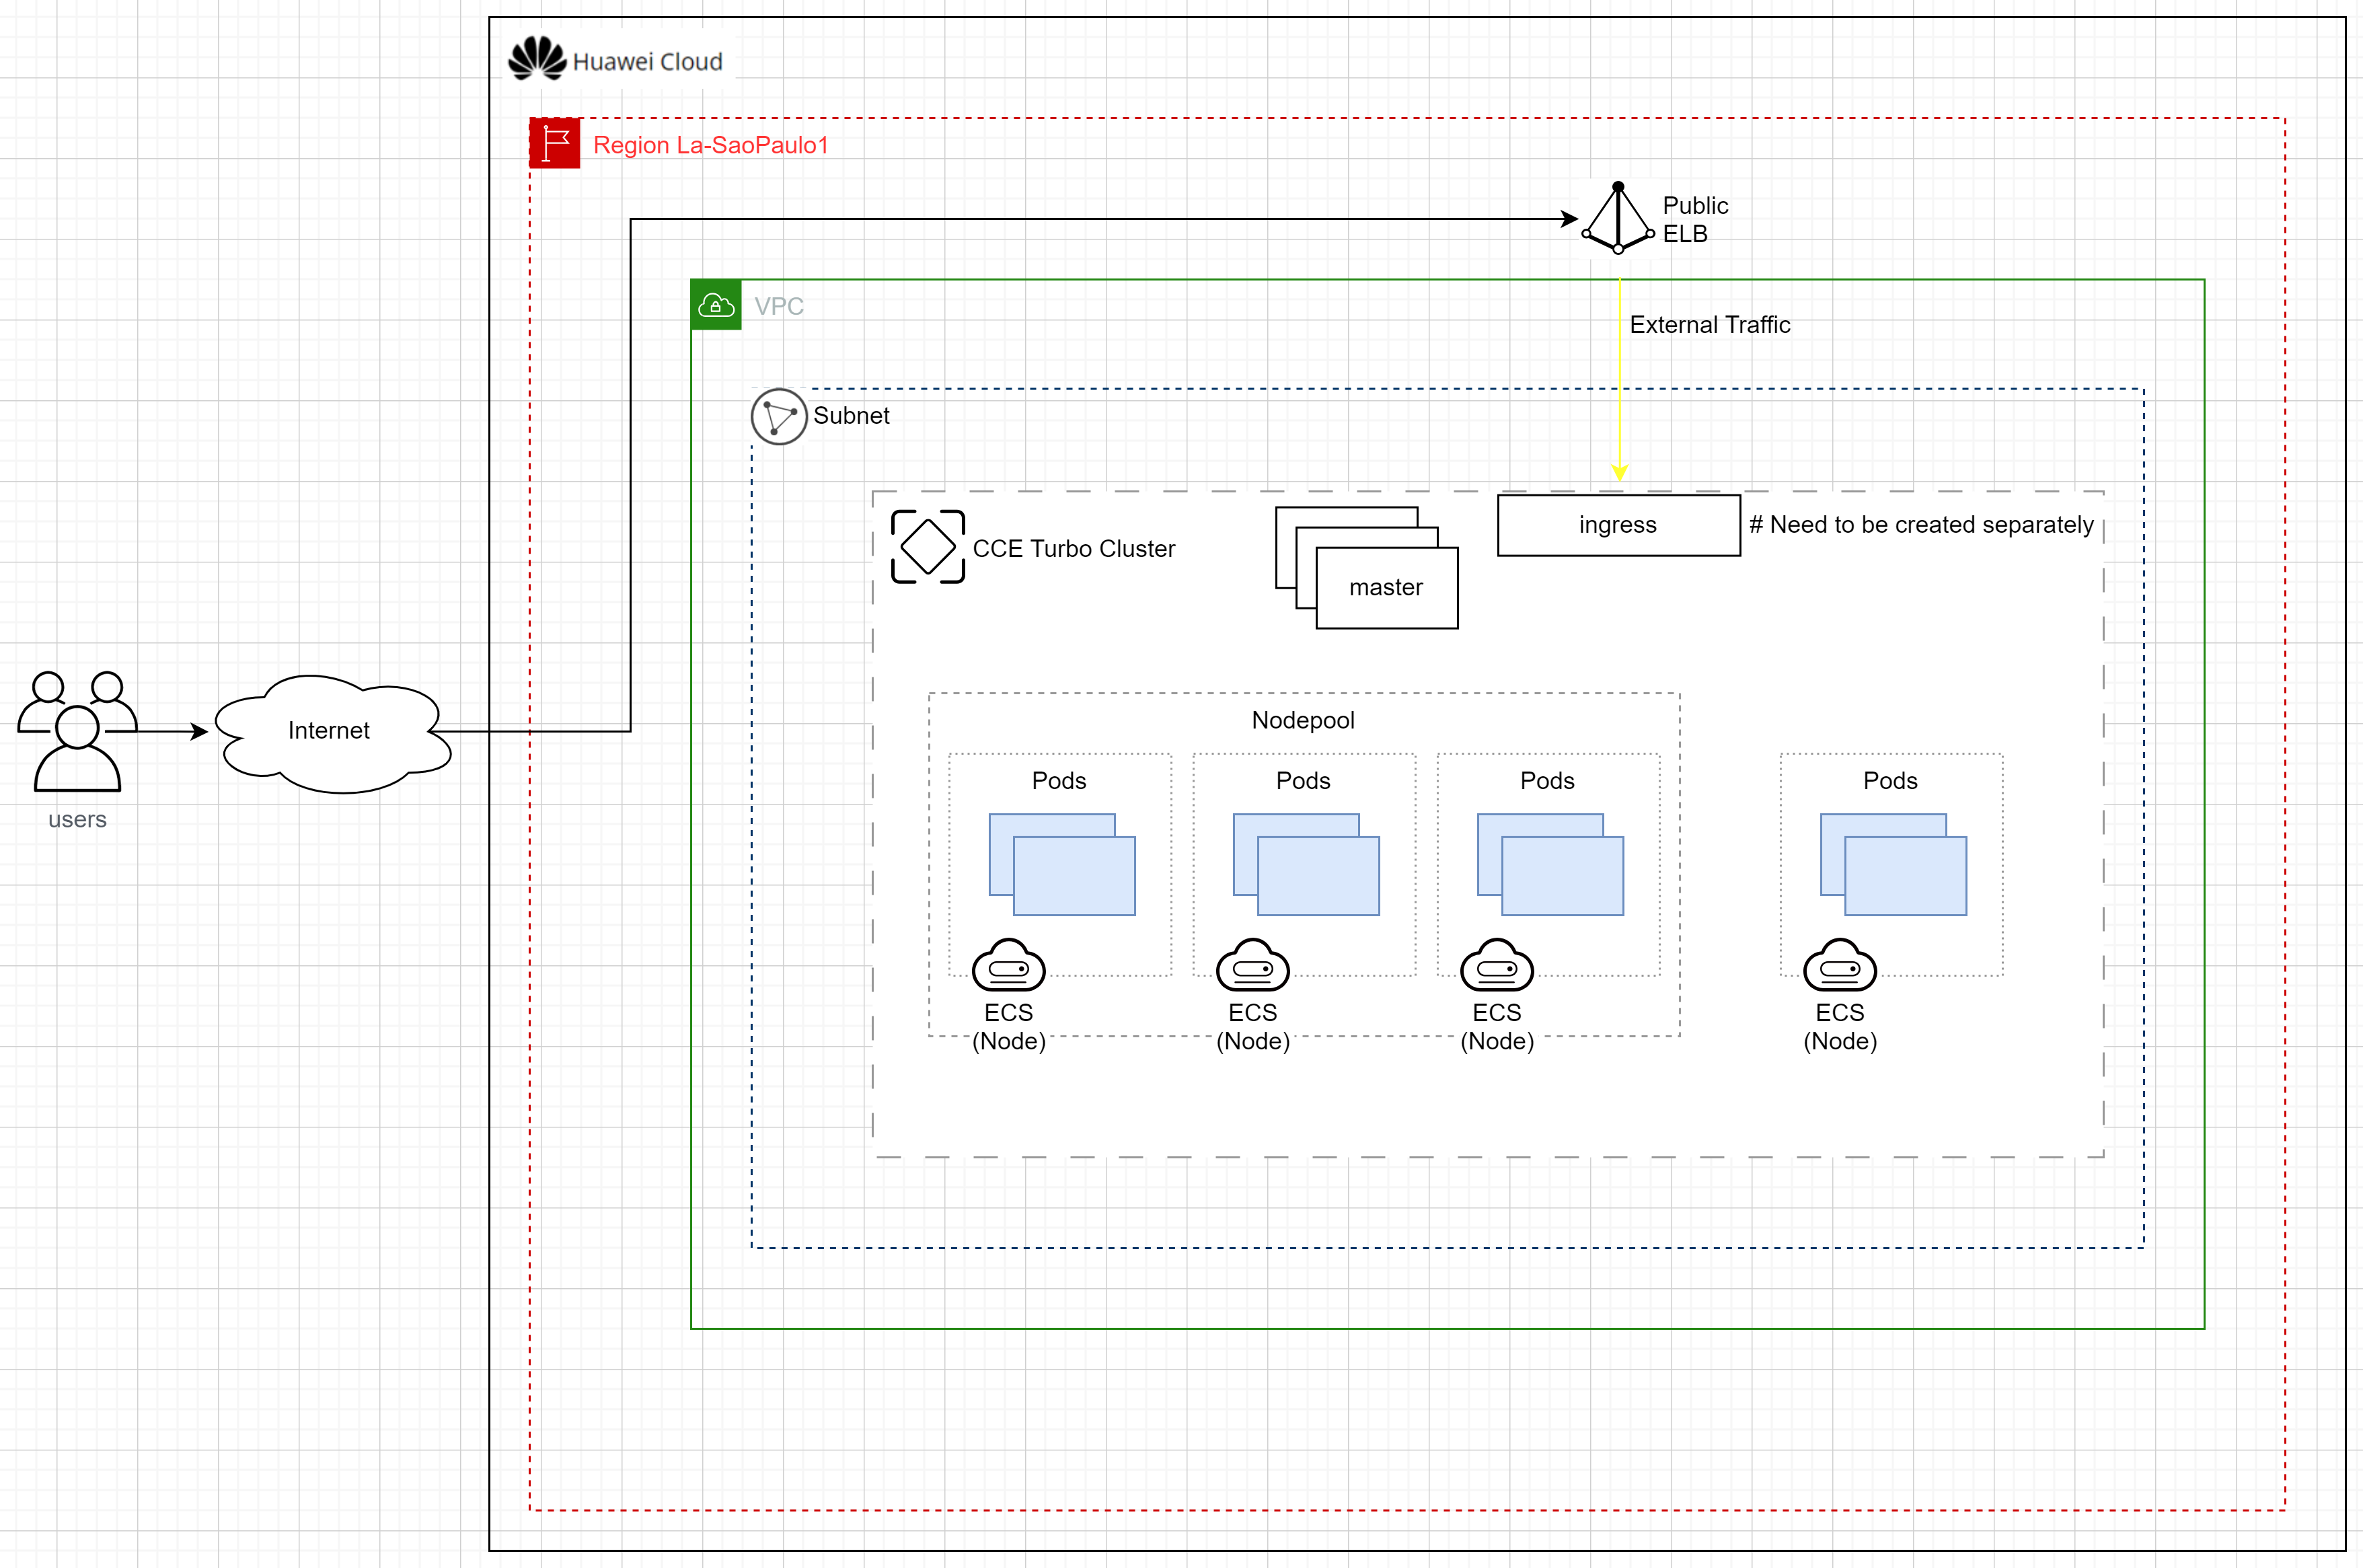 Huawei Cloud
Region La-SaoPaulo1
Public
ELB
VPC
External Traffic
Subnet
ingress
# Need to be created separately
CCE Turbo Cluster
master
Internet
users
Nodepool
Pods
Pods
Pods
Pods
ECS
(Node)
ECS
(Node)
ECS
(Node)
ECS
(Node)